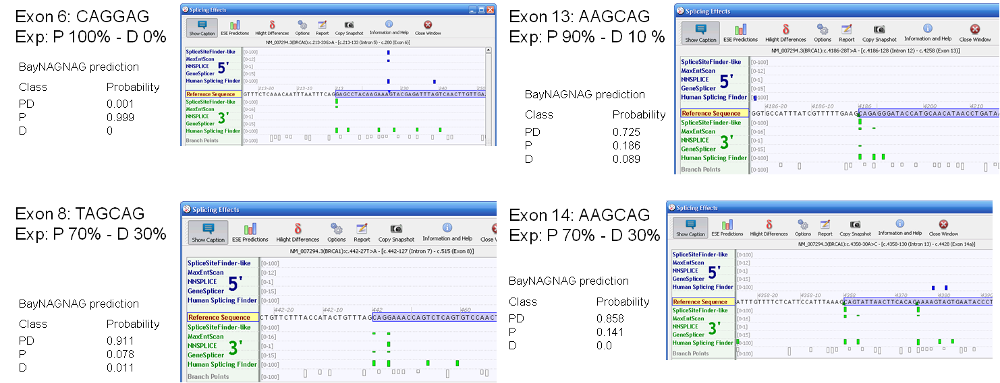 Exon 6: CAGGAG
Exp: P 100% - D 0%
BayNAGNAG prediction
Class Probability
PD 0.001
P 0.999
D 0
Splicing Effects
Show Caption ESE Predictions Hilight Differences Options Report Copy Snapshot Information and Help Close Window
NM_007294.3(BRCA1):c.213-33G>A - [c.213-133 (Intron 5) - c.280 (Exon 6)]
SpliceSiteFinder-like [0-100]
MaxEntScan [0-12]
NNSPLICE 5' [0-1]
GeneSplicer [0-15]
Human Splicing Finder [0-100]
213-20 213-10 213 230 240 250
Reference Sequence GTTTCTCAAACAATTTAATTTCAGGAGCCTACAAGAAAGTACGAGATTTAGTCAACTTGTTGA
SpliceSiteFinder-like [0-100]
MaxEntScan [0-16]
NNSPLICE 3' [0-1]
GeneSplicer [0-15]
Human Splicing Finder [0-100]
Branch Points [0-100]
Exon 13: AAGCAG
Exp: P 90% - D 10 %
BayNAGNAG prediction
Class Probability
PD 0.725
P 0.186
D 0.089
Splicing Effects
Show Caption ESE Predictions Hilight Differences Options Report Copy Snapshot Information and Help Close Window
NM_007294.3(BRCA1):c.4186-28T>A - [c.4186-128 (Intron 12) - c.4258 (Exon 13)]
SpliceSiteFinder-like [0-100]
MaxEntScan [0-12]
NNSPLICE 5' [0-1]
GeneSplicer [0-15]
Human Splicing Finder [0-100]
4186-20 4186-10 4186 4200 4210
Reference Sequence GGTGCCATTTATCGTTTTTGAAGCAGAGGGATACCATGCAACATAACCTGATAA
SpliceSiteFinder-like [0-100]
MaxEntScan [0-16]
NNSPLICE 3' [0-1]
GeneSplicer [0-15]
Human Splicing Finder [0-100]
Branch Points [0-100]
Exon 8: TAGCAG
Exp: P 70% - D 30%
BayNAGNAG prediction
Class Probability
PD 0.911
P 0.078
D 0.011
Splicing Effects
Show Caption ESE Predictions Hilight Differences Options Report Copy Snapshot Information and Help Close
NM_007294.3(BRCA1):c.442-27T>A - [c.442-127 (Intron 7) - c.515 (Exon 8)]
SpliceSiteFinder-like [0-100]
MaxEntScan [0-12]
NNSPLICE 5' [0-1]
GeneSplicer [0-15]
Human Splicing Finder [0-100]
442-20 442-10 442 460
Reference Sequence CTGTTCTTTACCATACTGTTTAGCAGGAAACCAGTCTCAGTGTCCAACT
SpliceSiteFinder-like [0-100]
MaxEntScan [0-16]
NNSPLICE 3' [0-1]
GeneSplicer [0-15]
Human Splicing Finder [0-100]
Branch Points [0-100]
Exon 14: AAGCAG
Exp: P 70% - D 30%
BayNAGNAG prediction
Class Probability
PD 0.858
P 0.141
D 0.0
Splicing Effects
Show Caption ESE Predictions Hilight Differences Options Report Copy Snapshot Information and Help Close Window
NM_007294.3(BRCA1):c.4358-30A>C - [c.4358-130 (Intron 13) - c.4428 (Exon 14a)]
SpliceSiteFinder-like [0-100]
MaxEntScan [0-12]
NNSPLICE 5' [0-1]
GeneSplicer [0-15]
Human Splicing Finder [0-100]
4358-20 4358-10 4358 4370 4380 4390
Reference Sequence ATTTGTTTTCTCATTCCATTTAAAGCAGTATTAACTTCACAGAAAAGTAGTGAATACCCT
SpliceSiteFinder-like [0-100]
MaxEntScan [0-16]
NNSPLICE 3' [0-1]
GeneSplicer [0-15]
Human Splicing Finder [0-100]
Branch Points [0-100]